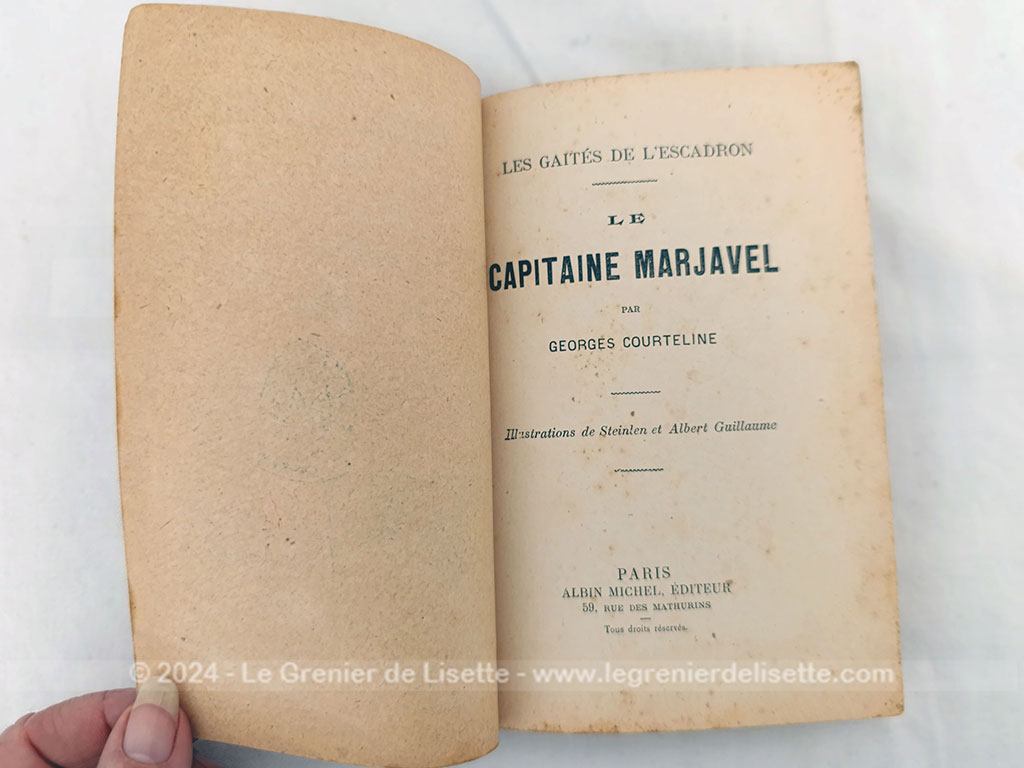 LES GAITÉS DE L'ESCADRON
LE
CAPITAINE MARJAVEL
PAR
GEORGES COURTELINE
Illustrations de Steinlen et Albert Guillaume
PARIS
ALBIN MICHEL, ÉDITEUR
59, RUE DES MATHURINS
Tous droits réservés.
© 2024 - Le Grenier de Lisette - www.legrenierdelisette.com